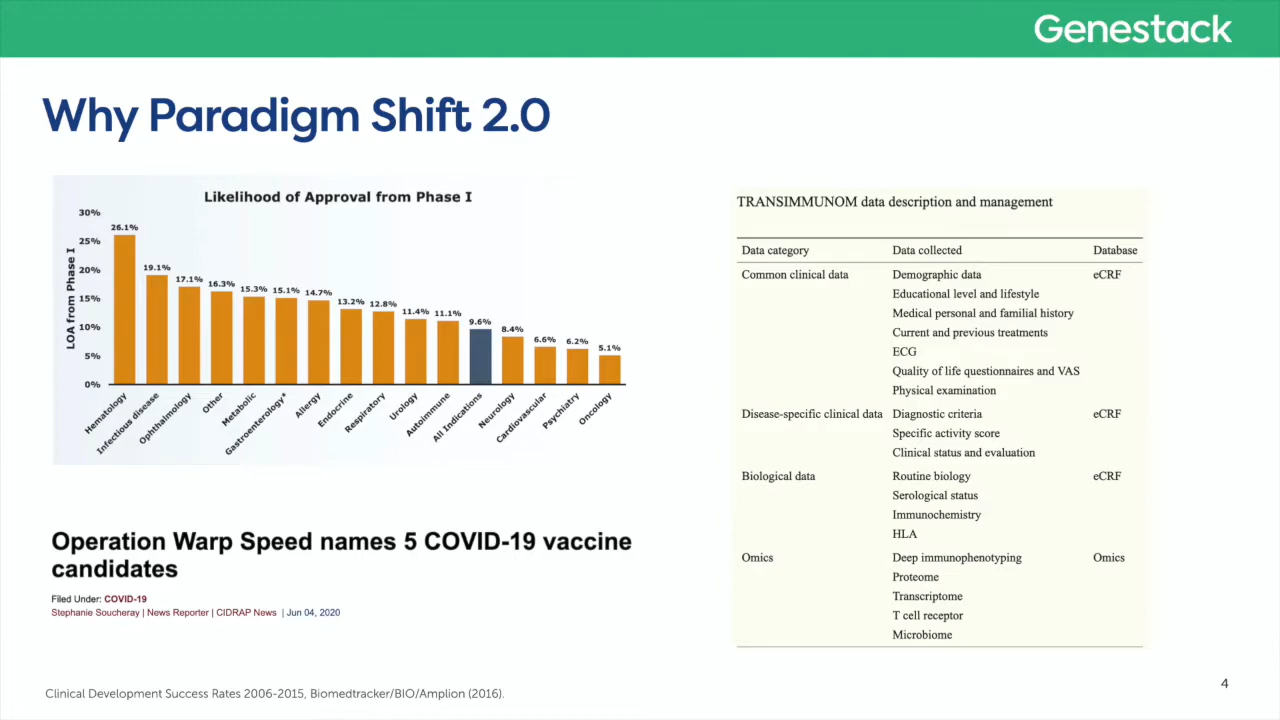 Genestack
Why Paradigm Shift 2.0
Likelihood of Approval from Phase I
LOA from Phase I
30%
25%
20%
15%
10%
5%
0%
26.1%
19.1%
17.1%
16.3%
15.3%
15.1%
14.7%
13.2%
12.8%
11.4%
11.1%
9.6%
8.4%
6.6%
6.2%
5.1%
Hematology
Infectious disease
Ophthalmology
Other
Metabolic
Gastroenterology*
Allergy
Endocrine
Respiratory
Urology
Autoimmune
All Indications
Neurology
Cardiovascular
Psychiatry
Oncology
Operation Warp Speed names 5 COVID-19 vaccine
candidates
Filed Under: COVID-19
Stephanie Soucheray | News Reporter | CIDRAP News | Jun 04, 2020
TRANSIMMUNOM data description and management
Data category Data collected Database
Common clinical data Demographic data eCRF
Educational level and lifestyle
Medical personal and familial history
Current and previous treatments
ECG
Quality of life questionnaires and VAS
Physical examination
Disease-specific clinical data Diagnostic criteria eCRF
Specific activity score
Clinical status and evaluation
Biological data Routine biology eCRF
Serological status
Immunochemistry
HLA
Omics Deep immunophenotyping Omics
Proteome
Transcriptome
T cell receptor
Microbiome
Clinical Development Success Rates 2006-2015, Biomedtracker/BIO/Amplion (2016).
4